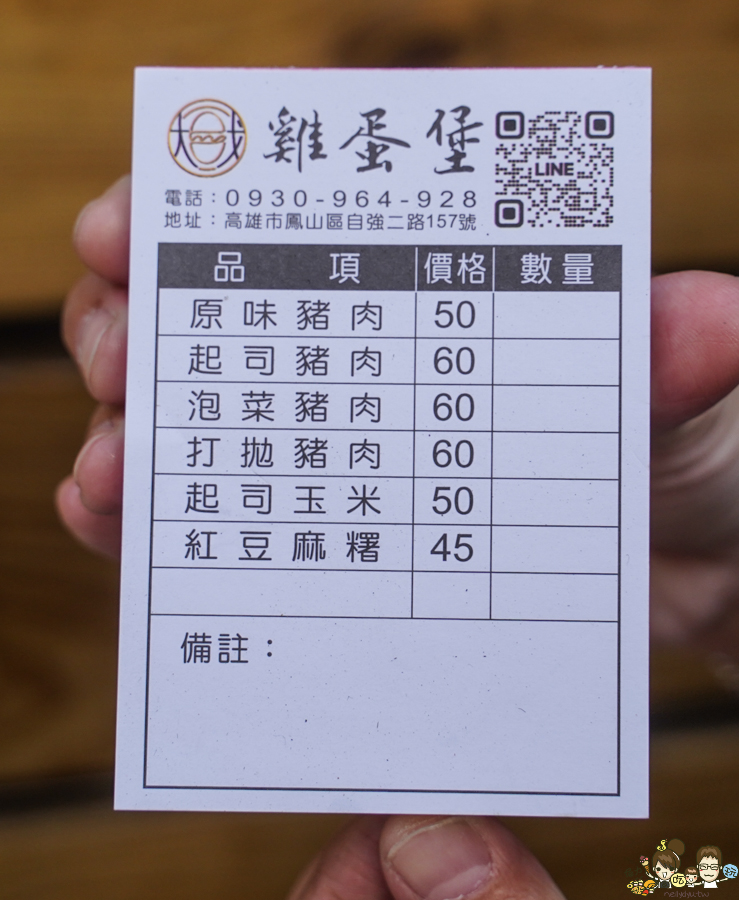 大戈 雞蛋堡
LINE
電話：0930-964-928
地址：高雄市鳳山區自強二路157號
品項 價格 數量
原味豬肉 50
起司豬肉 60
泡菜豬肉 60
打拋豬肉 60
起司玉米 50
紅豆麻糬 45
備註：